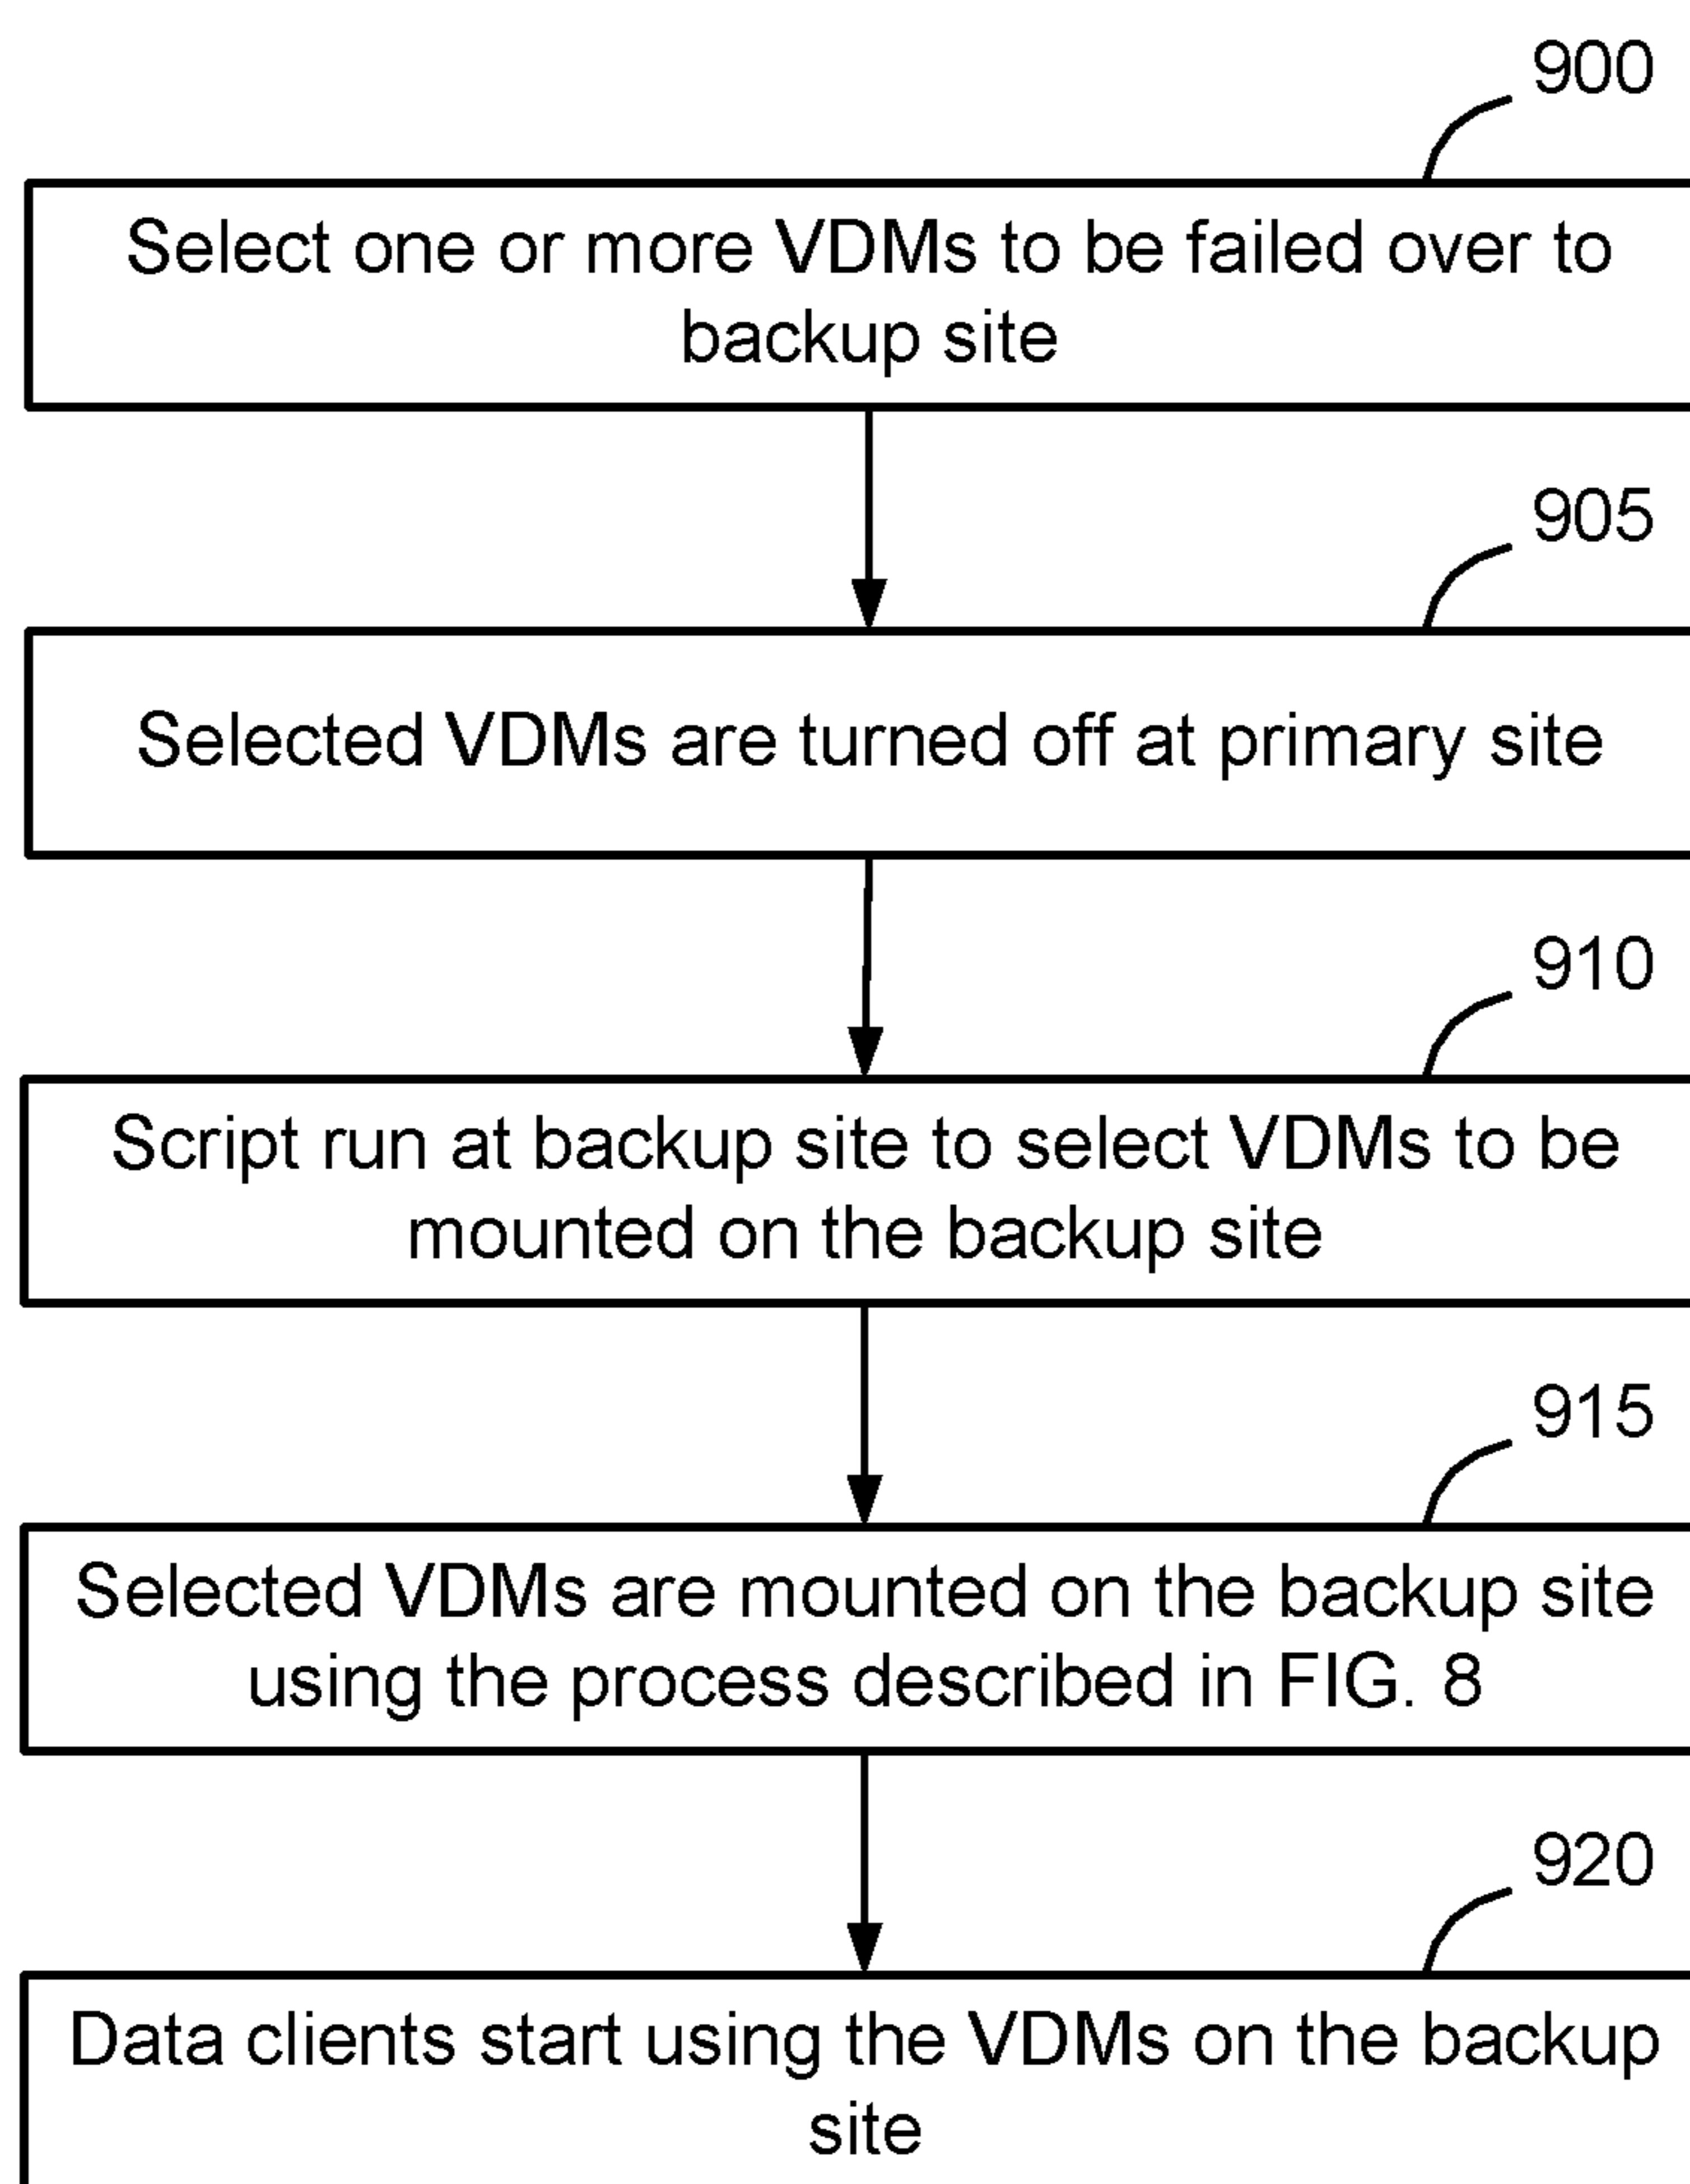 900
Select one or more VDMs to be failed over to
backup site
905
Selected VDMs are turned off at primary site
910
Script run at backup site to select VDMs to be
mounted on the backup site
915
Selected VDMs are mounted on the backup site
using the process described in FIG. 8
920
Data clients start using the VDMs on the backup
site